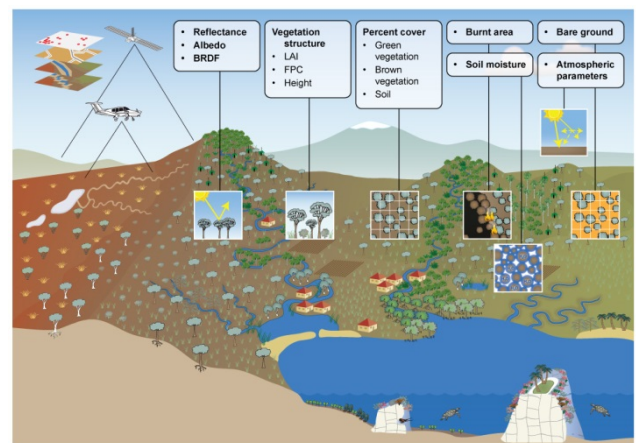 • Reflectance
• Albedo
• BRDF
Vegetation
structure
• LAI
• FPC
• Height
Percent cover
• Green
vegetation
• Brown
vegetation
• Soil
• Burnt area
• Soil moisture
• Bare ground
• Atmospheric
parameters